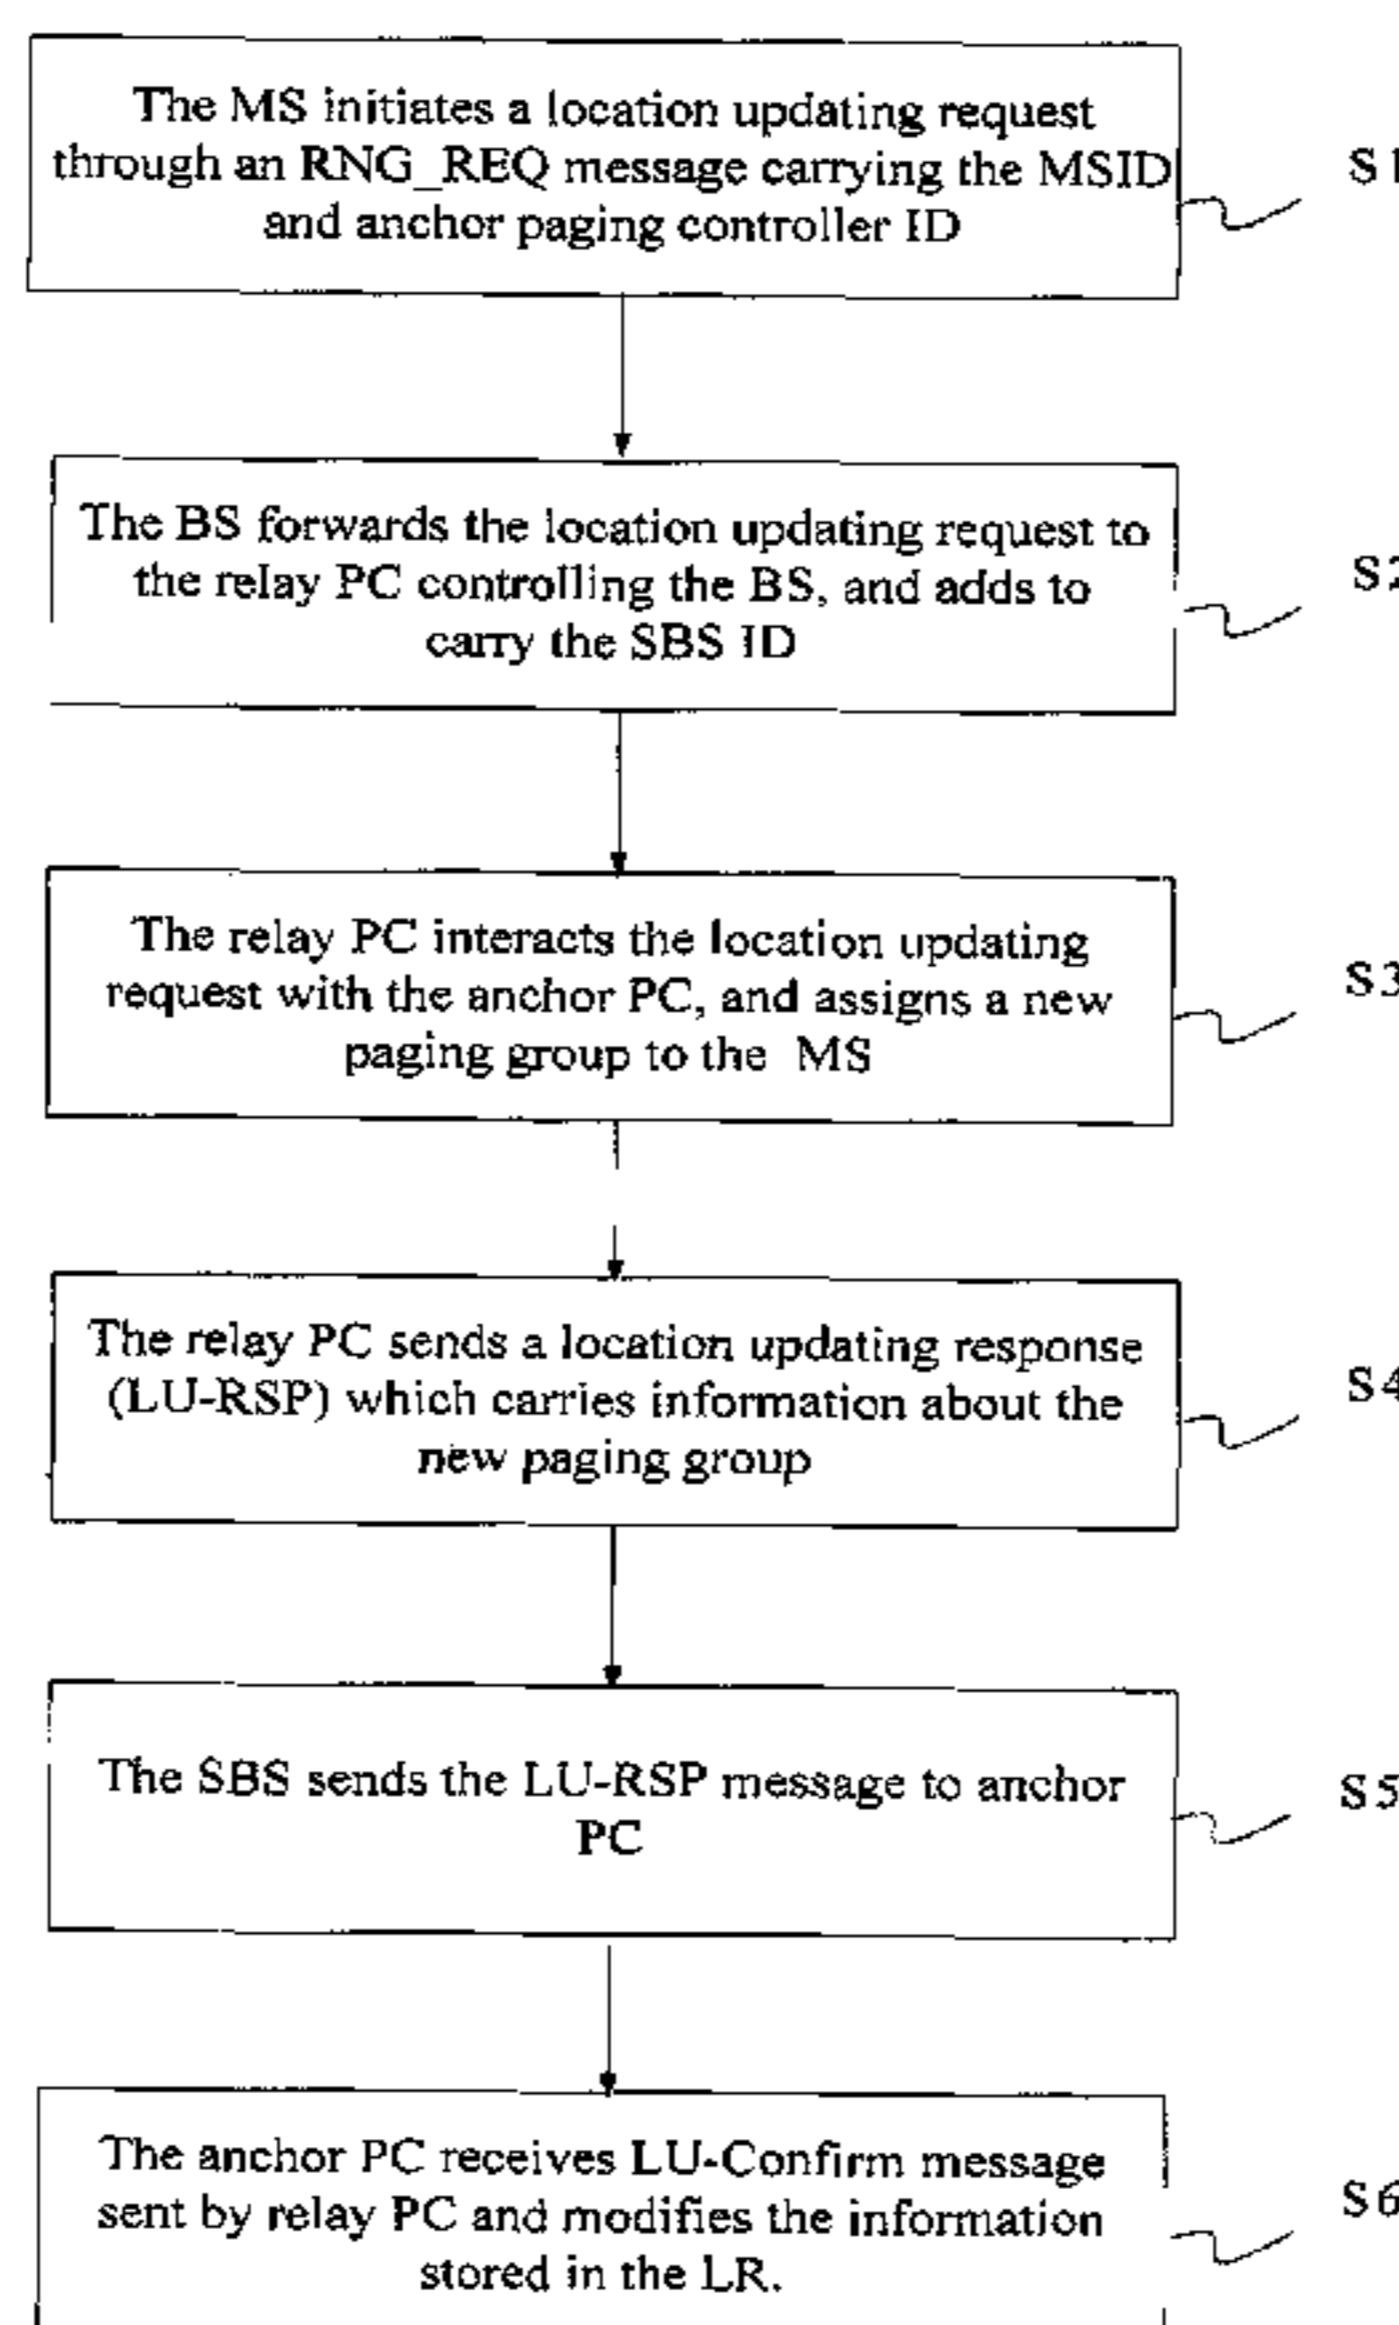 The MS initiates a location updating request
through an RNG_REQ message carrying the MSID
and anchor paging controller ID
S1
The BS forwards the location updating request to
the relay PC controlling the BS, and adds to
carry the SBS ID
S2
The relay PC interacts the location updating
request with the anchor PC, and assigns a new
paging group to the MS
S3
The relay PC sends a location updating response
(LU-RSP) which carries information about the
new paging group
S4
The SBS sends the LU-RSP message to anchor
PC
S5
The anchor PC receives LU-Confirm message
sent by relay PC and modifies the information
stored in the LR.
S6